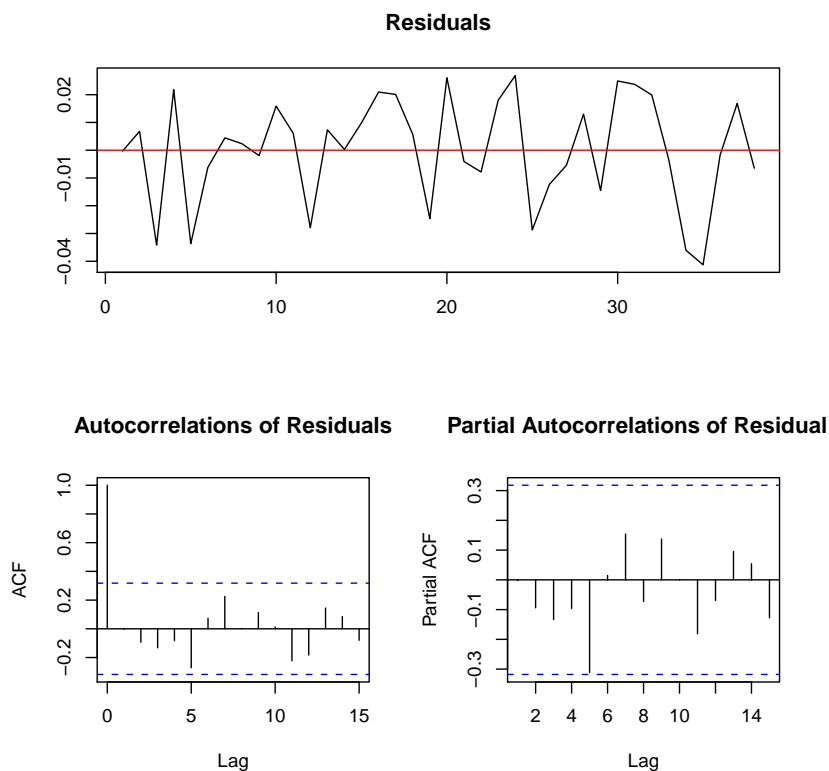 Residuals
0.02
-0.01
-0.04
0 10 20 30
Autocorrelations of Residuals
ACF
1.0
0.6
0.2
-0.2
0 5 10 15
Lag
Partial Autocorrelations of Residual
Partial ACF
0.3
0.1
-0.1
-0.3
2 4 6 8 10 14
Lag